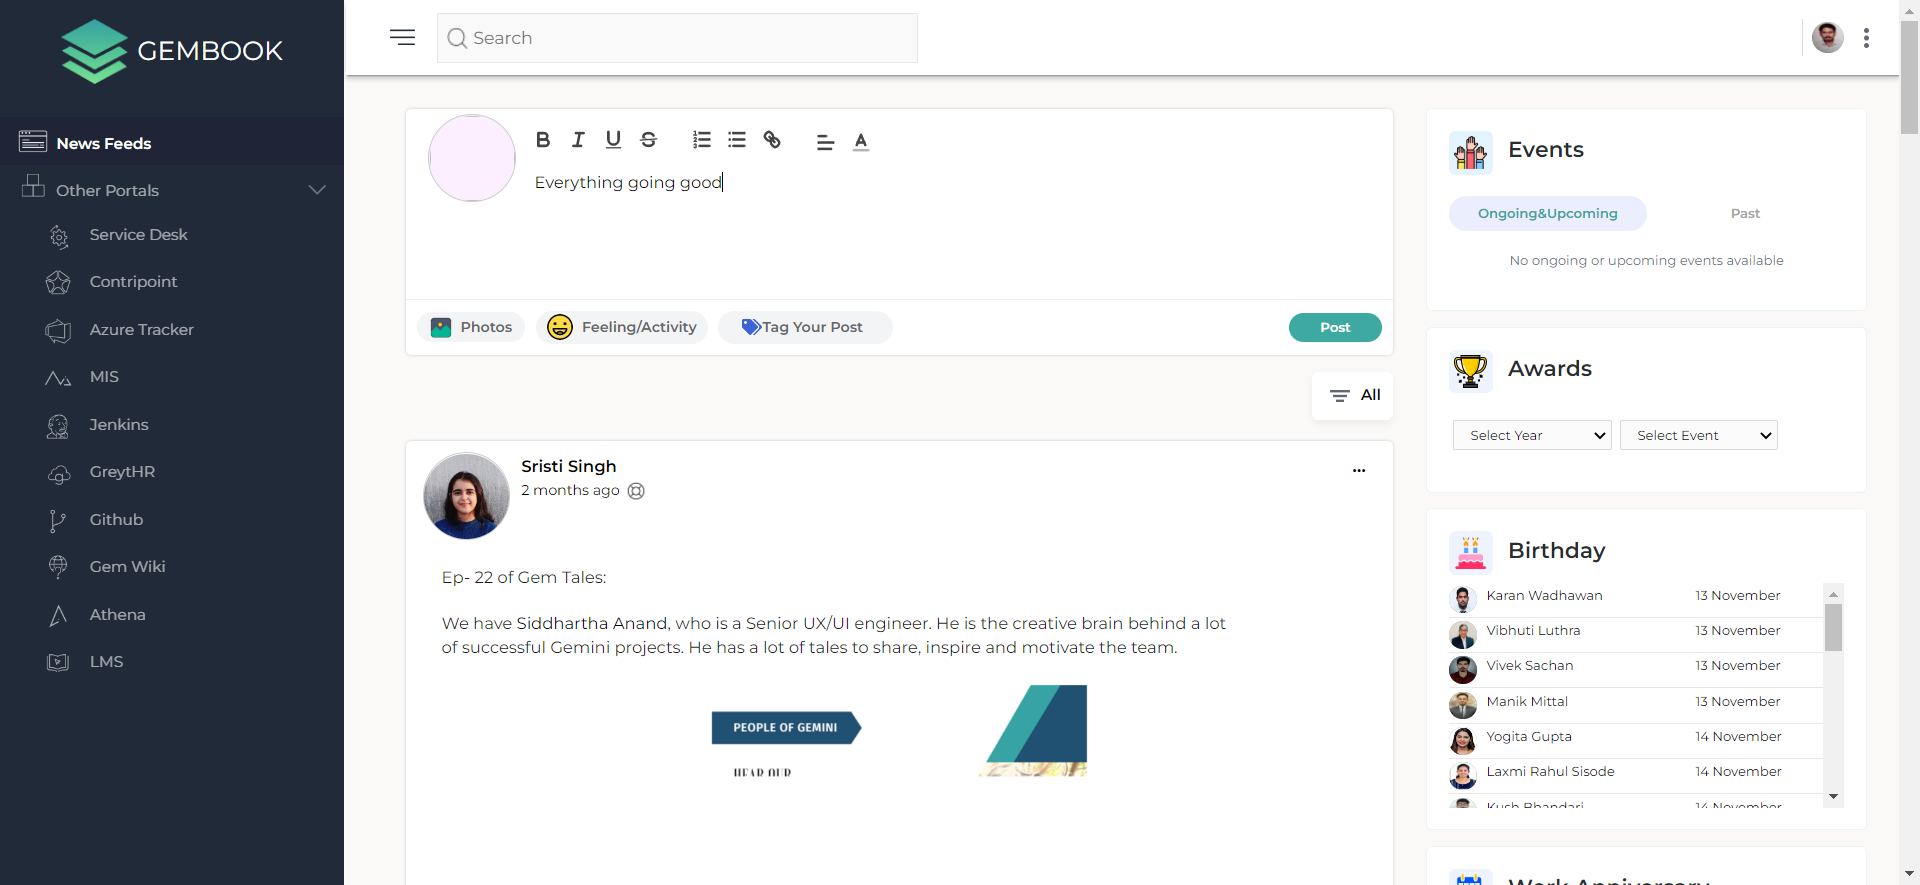 GEMBOOK
Search
News Feeds
Other Portals
Service Desk
Contripoint
Azure Tracker
MIS
Jenkins
GreytHR
Github
Gem Wiki
Athena
LMS
B I U S A
Everything going good
Photos
Feeling/Activity
Tag Your Post
Post
All
Sristi Singh
2 months ago
Ep- 22 of Gem Tales:
We have Siddhartha Anand, who is a Senior UX/UI engineer. He is the creative brain behind a lot
of successful Gemini projects. He has a lot of tales to share, inspire and motivate the team.
PEOPLE OF GEMINI
HEAR OUR
Events
Ongoing&Upcoming Past
No ongoing or upcoming events available
Awards
Select Year Select Event
Birthday
Karan Wadhawan 13 November
Vibhuti Luthra 13 November
Vivek Sachan 13 November
Manik Mittal 13 November
Yogita Gupta 14 November
Laxmi Rahul Sisode 14 November
Kush Bhandari 14 November
Work Anniversary